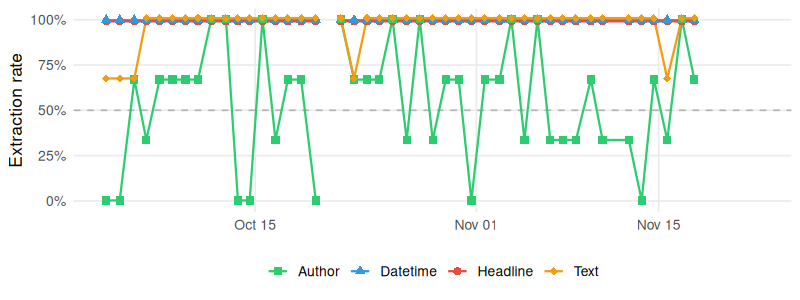 100%
75%
50%
25%
0%
Extraction rate
Oct 15
Nov 01
Nov 15
Author Datetime Headline Text